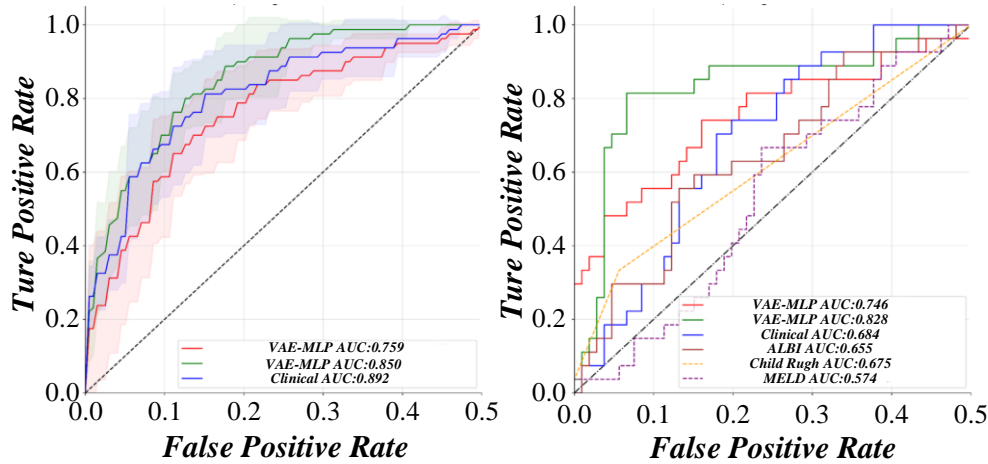 1.0
0.8
0.6
0.4
0.2
0.0
Ture Positive Rate
VAE-MLP AUC:0.759
VAE-MLP AUC:0.850
Clinical AUC:0.892
0.0 0.1 0.2 0.3 0.4 0.5
False Positive Rate
1.0
0.8
0.6
0.4
0.2
0.0
Ture Positive Rate
VAE-MLP AUC:0.746
VAE-MLP AUC:0.828
Clinical AUC:0.684
ALBI AUC:0.655
Child Rugh AUC:0.675
MELD AUC:0.574
0.0 0.1 0.2 0.3 0.4 0.5
False Positive Rate